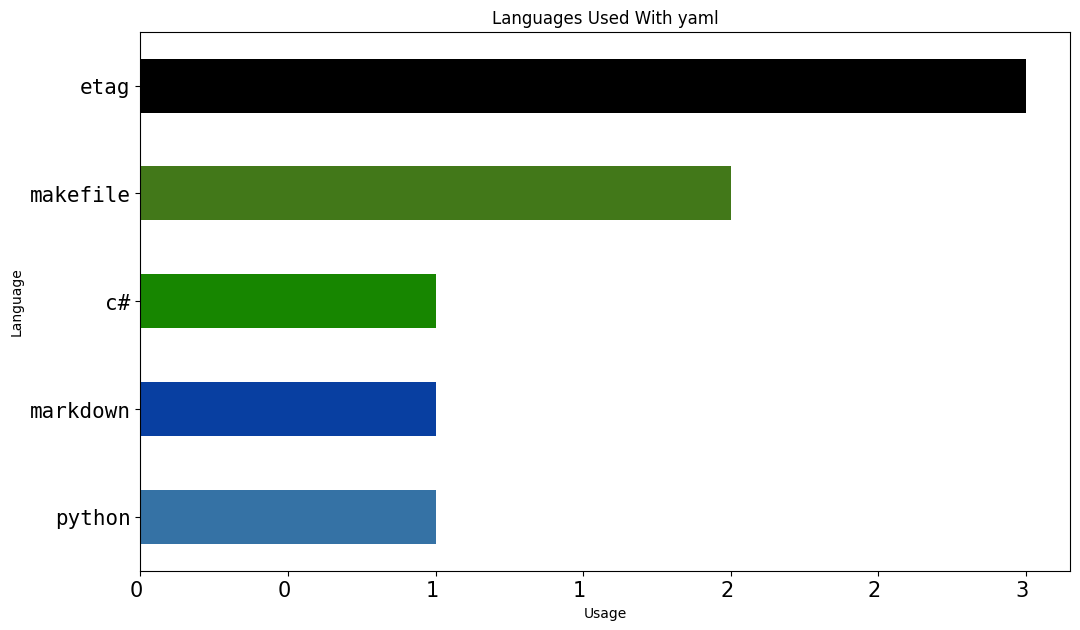 Languages Used With yaml
etag
makefile
c#
markdown
python
Language
0 0 1 1 2 2 3
Usage